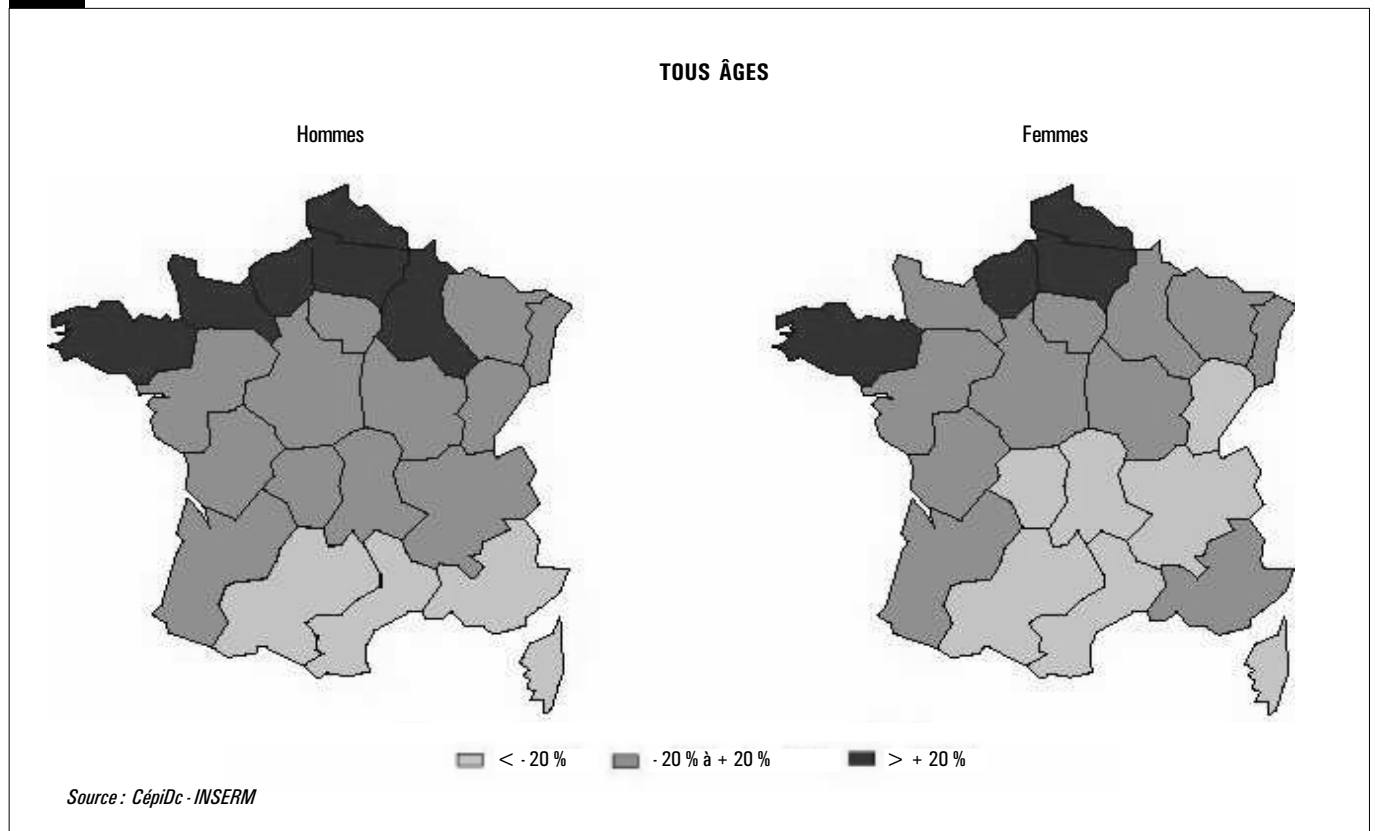 TOUS ÂGES
Hommes
Femmes
< - 20 %
- 20 % à + 20 %
> + 20 %
Source : CépiDc - INSERM